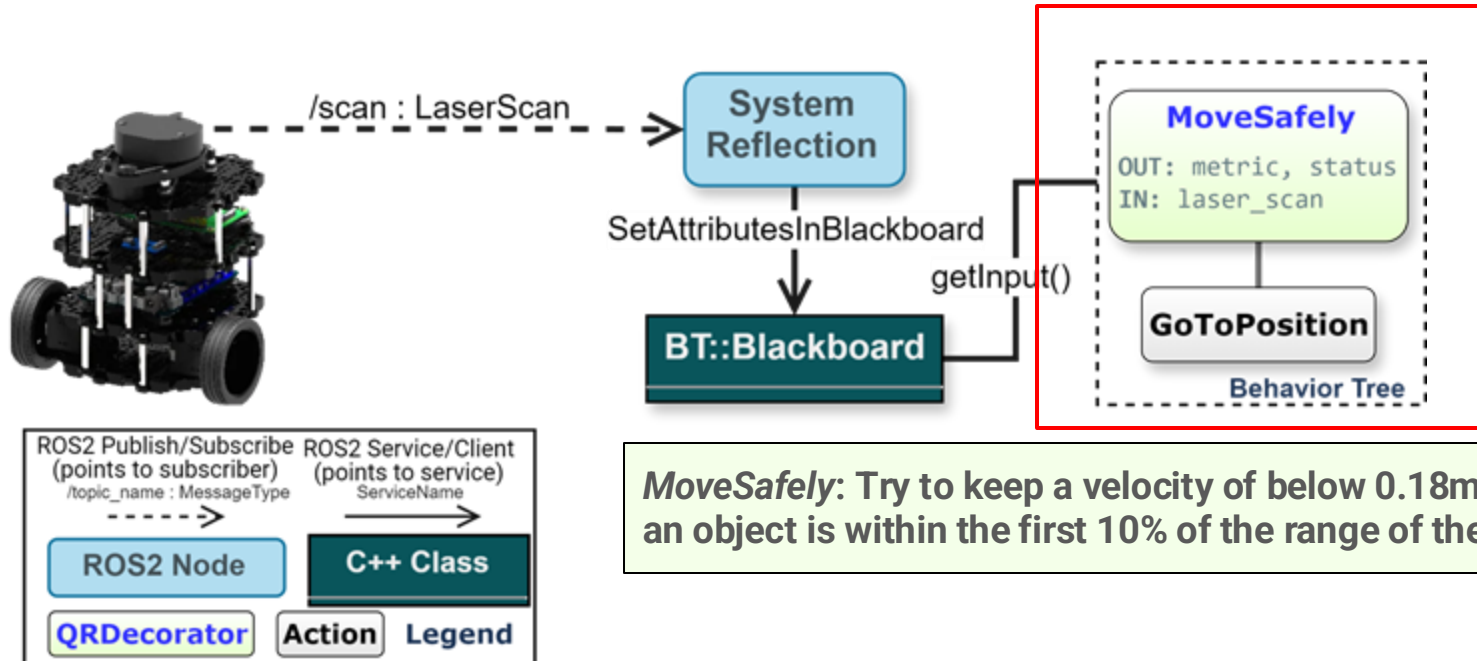 /scan : LaserScan
System
Reflection
SetAttributesInBlackboard
BT::Blackboard
getInput()
MoveSafely
OUT: metric, status
IN: laser_scan
GoToPosition
Behavior Tree
ROS2 Publish/Subscribe
(points to subscriber)
/topic_name : MessageType
ROS2 Service/Client
(points to service)
ServiceName
ROS2 Node
C++ Class
QRDecorator
Action
Legend
MoveSafely: Try to keep a velocity of below 0.18m
an object is within the first 10% of the range of the